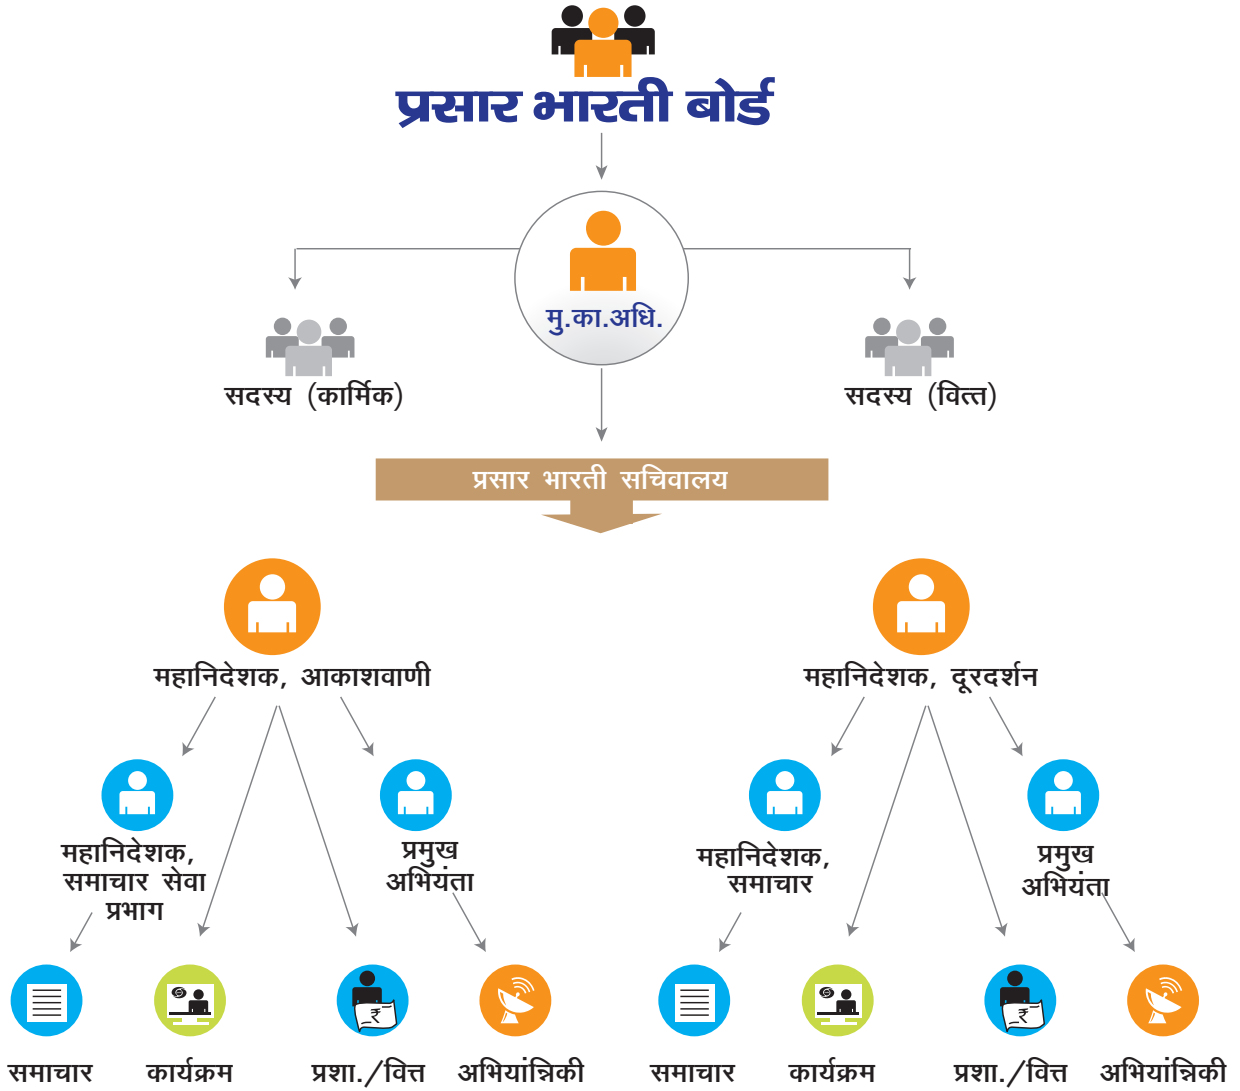 प्रसार भारती बोर्ड
मु.का.अधि.
सदस्य (कार्मिक)
सदस्य (वित्त)
प्रसार भारती सचिवालय
महानिदेशक, आकाशवाणी
महानिदेशक, दूरदर्शन
महानिदेशक,
समाचार सेवा
प्रभाग
प्रमुख
अभियंता
महानिदेशक,
समाचार
प्रमुख
अभियंता
समाचार
कार्यक्रम
प्रशा./वित्त
अभियांन्निकी
समाचार
कार्यक्रम
प्रशा./वित्त
अभियांन्निकी